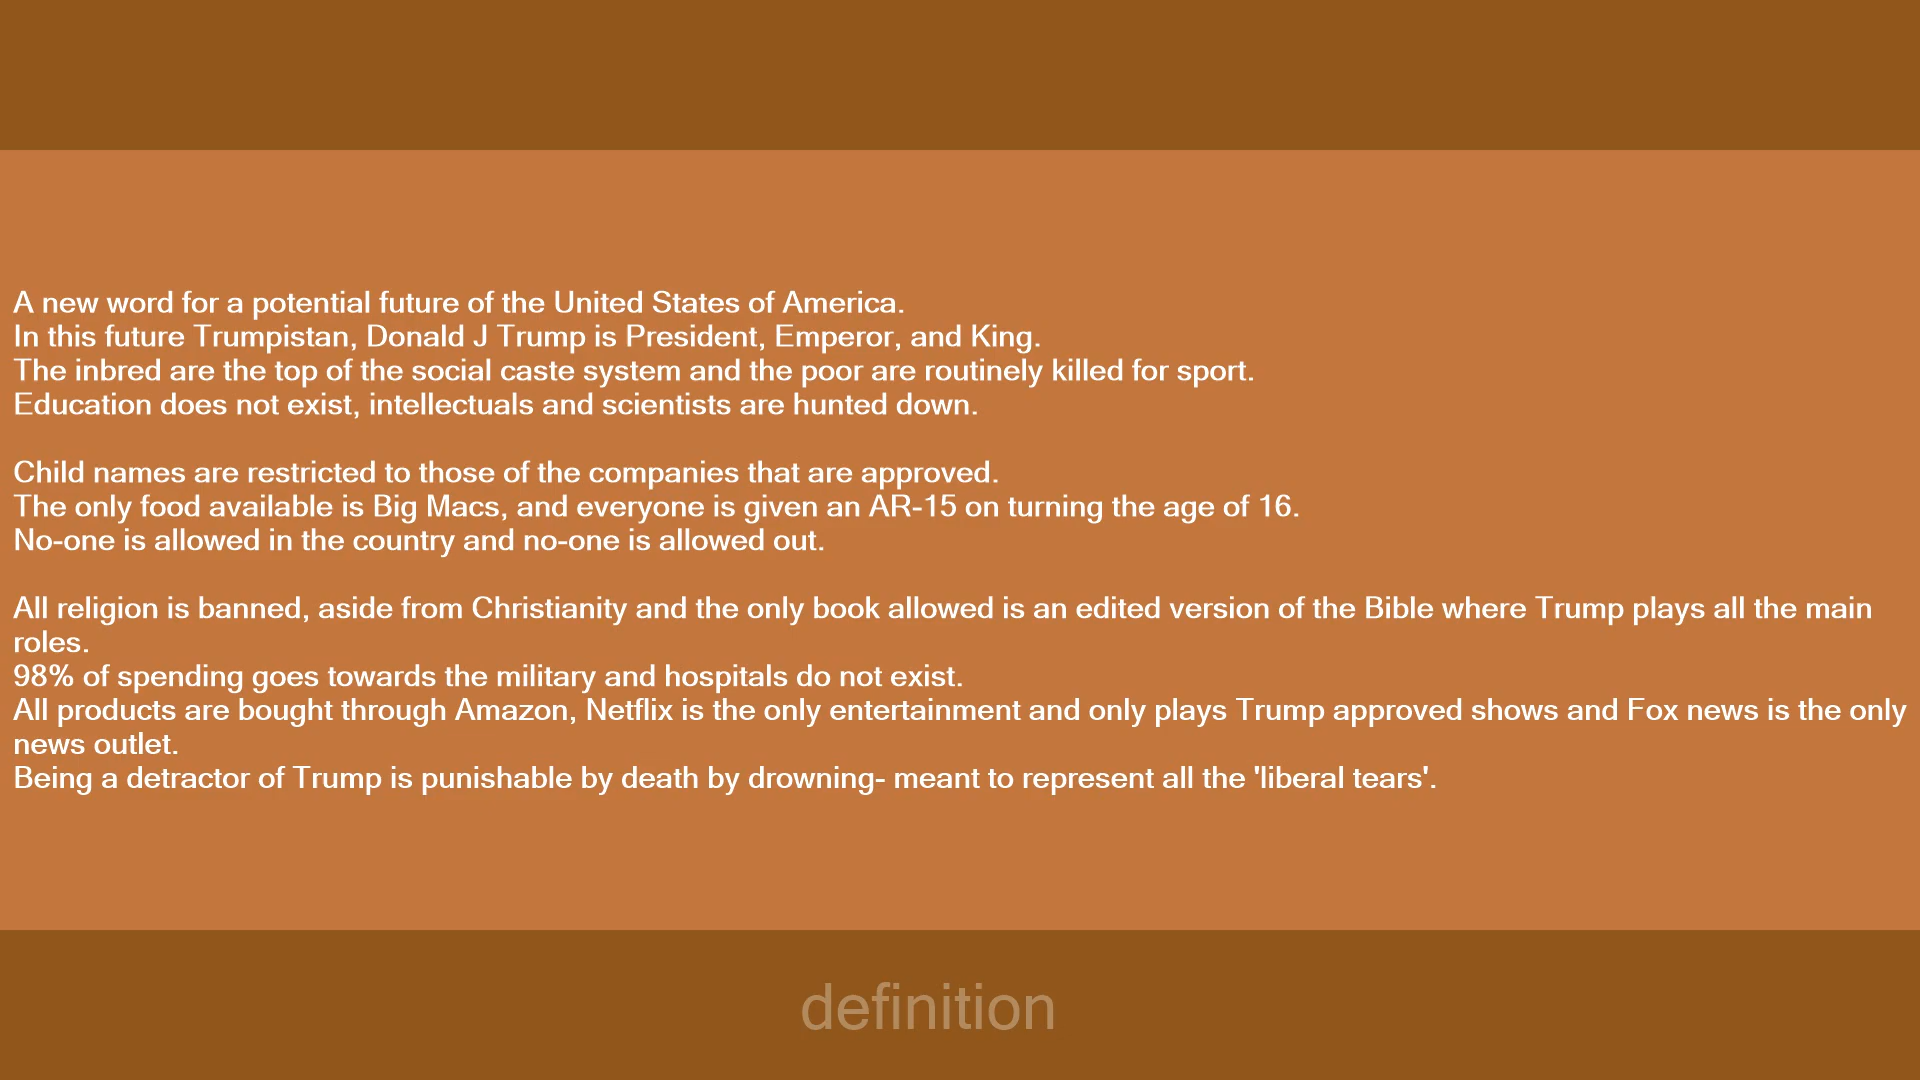 A new word for a potential future of the United States of America.
In this future Trumpistan, Donald J Trump is President, Emperor, and King.
The inbred are the top of the social caste system and the poor are routinely killed for sport.
Education does not exist, intellectuals and scientists are hunted down.
Child names are restricted to those of the companies that are approved.
The only food available is Big Macs, and everyone is given an AR-15 on turning the age of 16.
No-one is allowed in the country and no-one is allowed out.
All religion is banned, aside from Christianity and the only book allowed is an edited version of the Bible where Trump plays all the main
roles.
98% of spending goes towards the military and hospitals do not exist.
All products are bought through Amazon, Netflix is the only entertainment and only plays Trump approved shows and Fox news is the only
news outlet.
Being a detractor of Trump is punishable by death by drowning- meant to represent all the 'liberal tears'.
definition